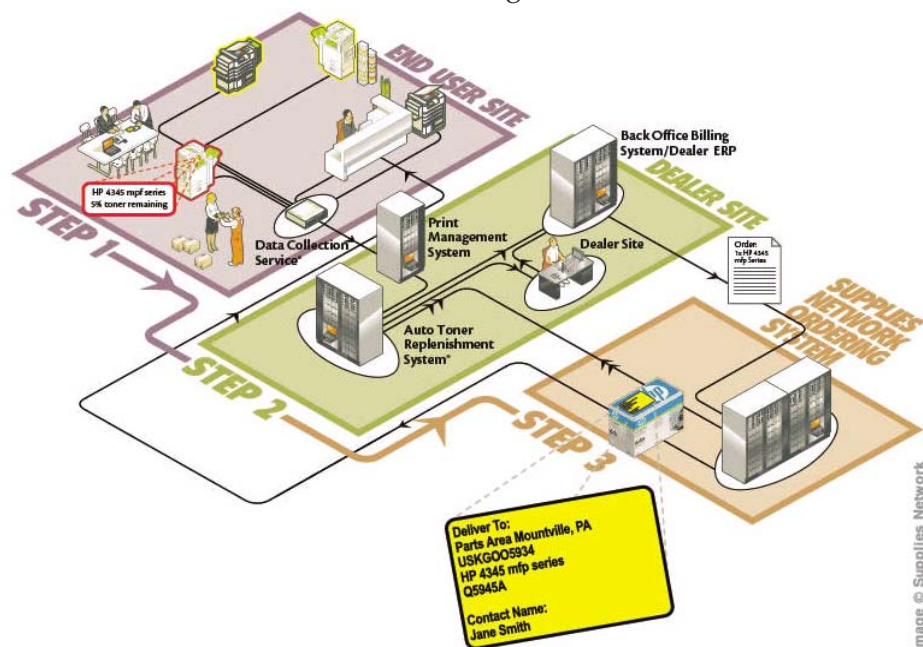 END USER SITE
HP 4345 mpf series
5% toner remaining
STEP 1
Data Collection
Service*
Print
Management
System
Back Office Billing
System/Dealer ERP
DEALER SITE
Dealer Site
Auto Toner
Replenishment
System*
STEP 2
Order:
1x HP 4345
mfp Series
SUPPLIES
NETWORK
ORDERING
SYSTEM
STEP 3
Deliver To:
Parts Area Mountville, PA
USKGOO5934
HP 4345 mfp series
Q5945A
Contact Name:
Jane Smith
Image © Supplies Network